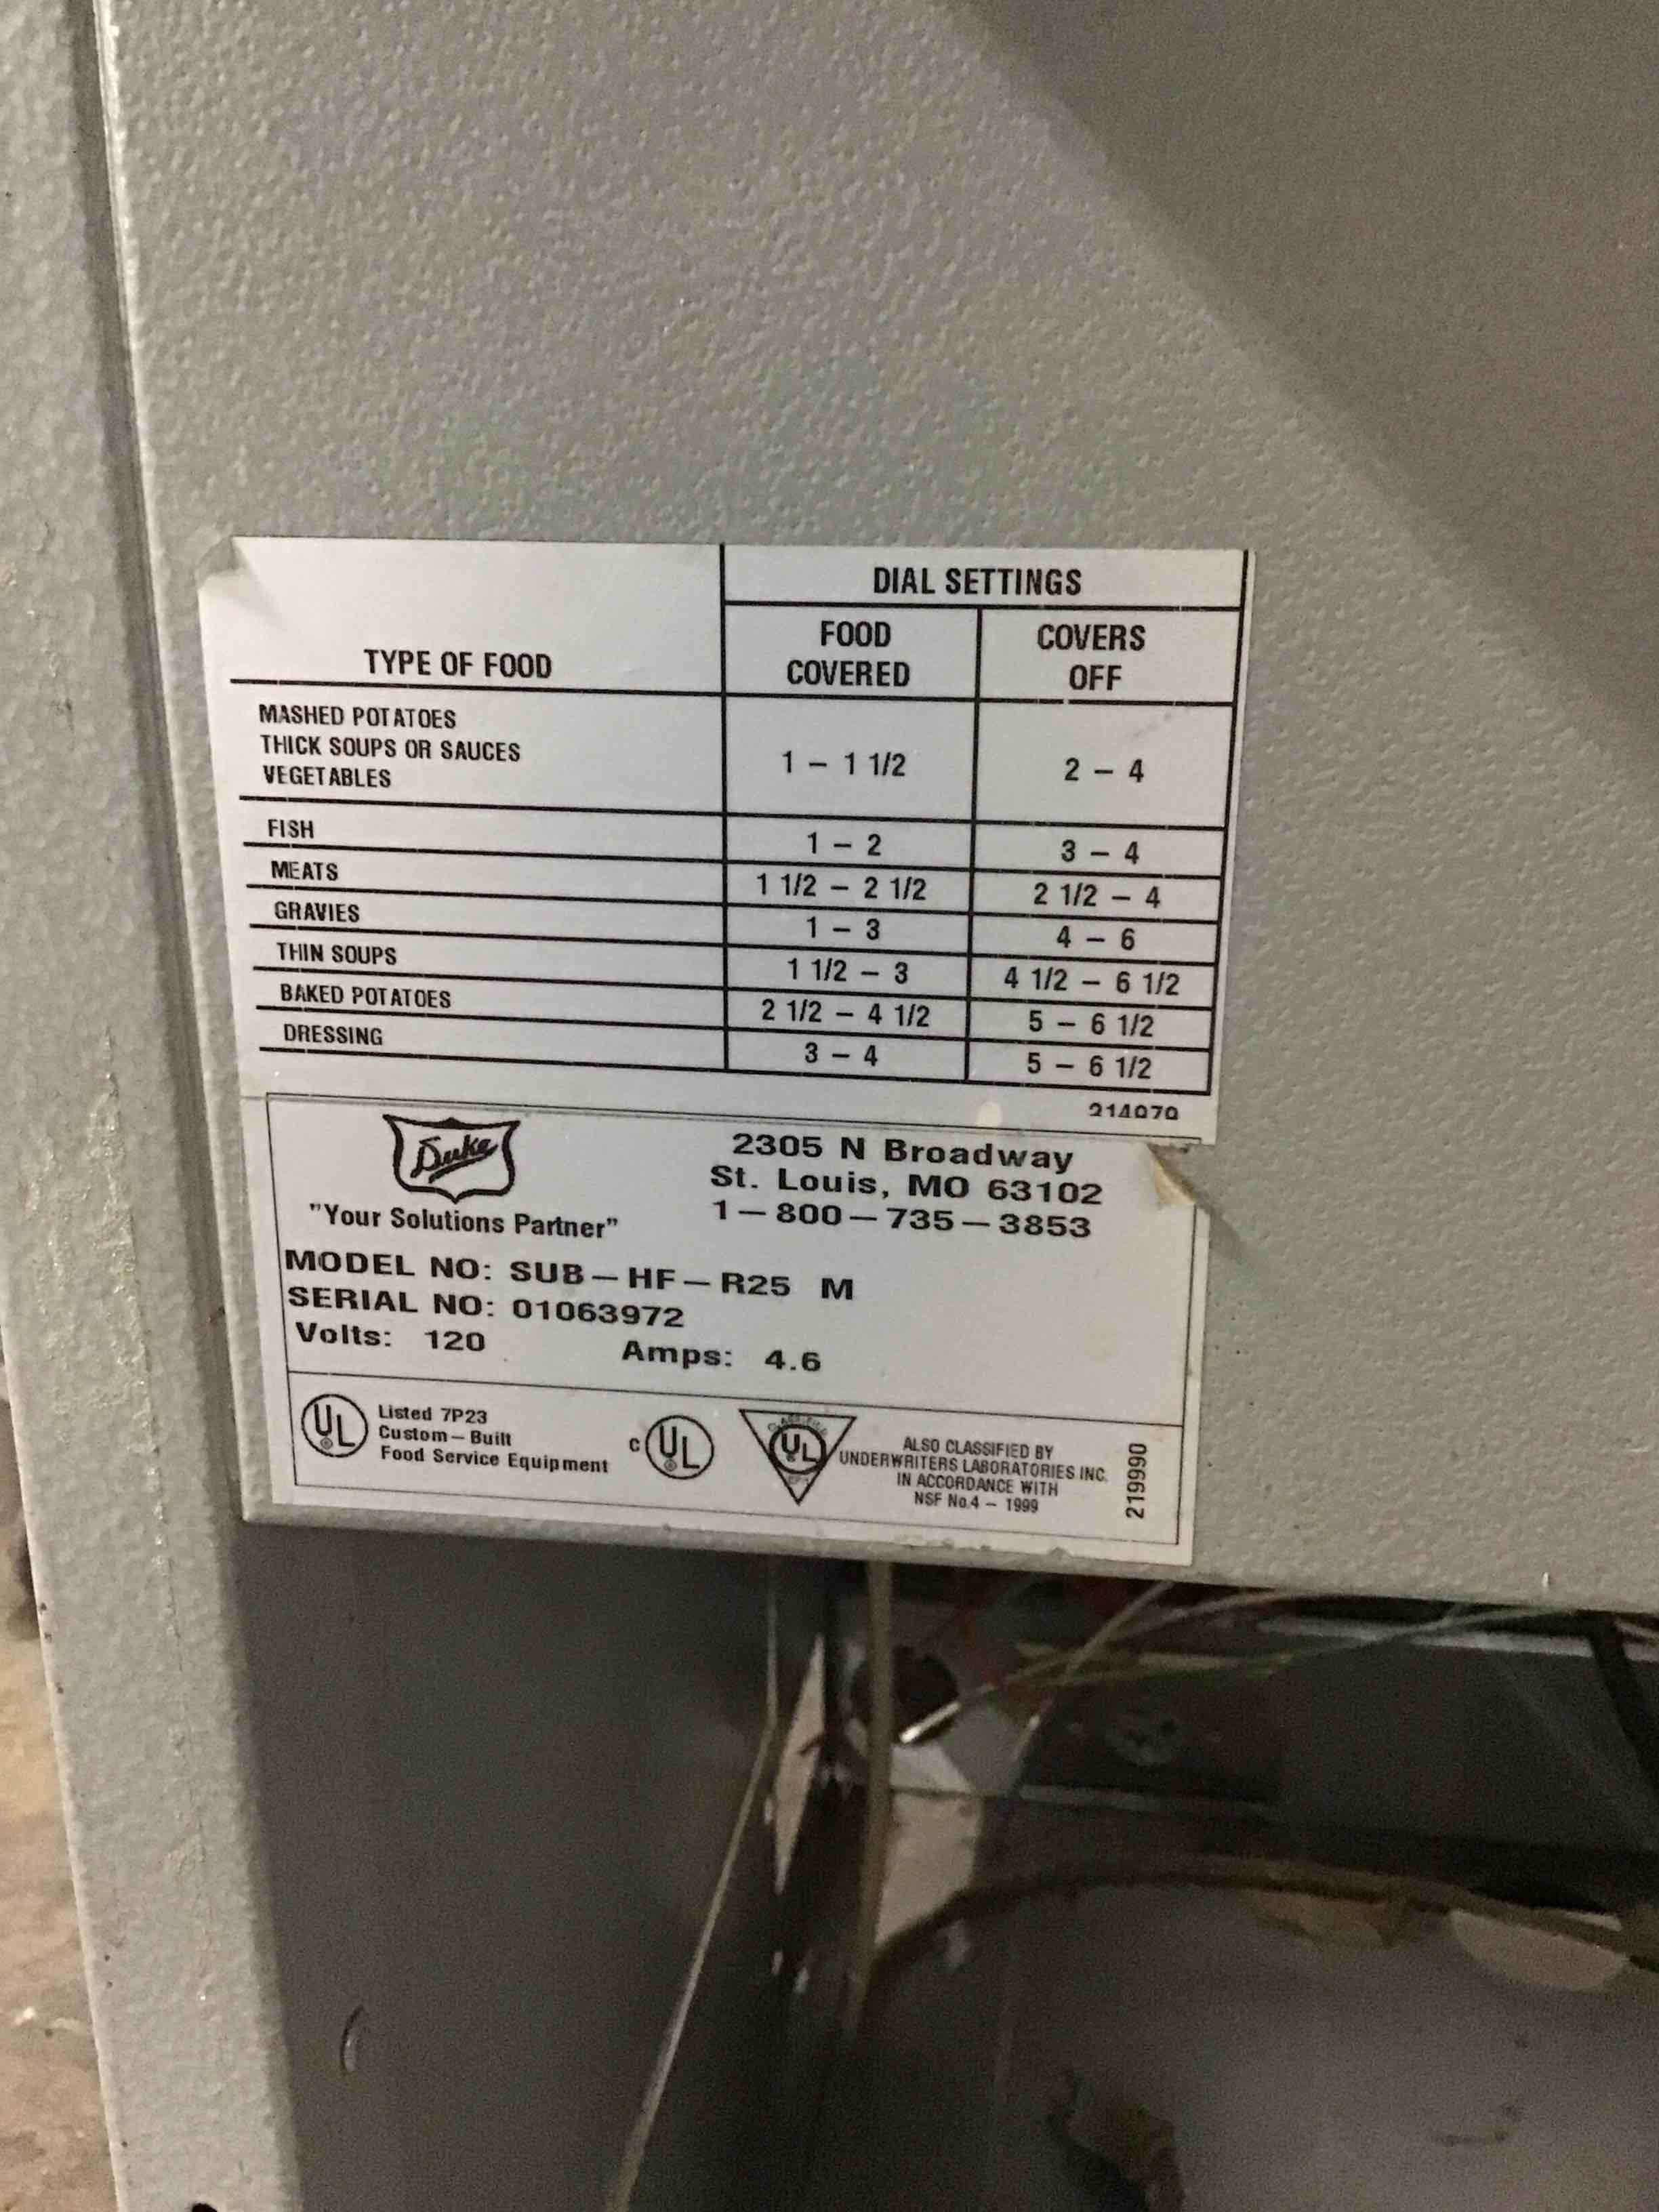 DIAL SETTINGS
TYPE OF FOOD
FOOD COVERED
COVERS OFF
MASHED POTATOES
THICK SOUPS OR SAUCES
VEGETABLES
1 – 1 1/2
2 – 4
FISH
1 – 2
3 – 4
MEATS
1 1/2 – 2 1/2
2 1/2 – 4
GRAVIES
1 – 3
4 – 6
THIN SOUPS
1 1/2 – 3
4 1/2 – 6 1/2
BAKED POTATOES
2 1/2 – 4 1/2
5 – 6 1/2
DRESSING
3 – 4
5 – 6 1/2
Duke
"Your Solutions Partner"
2305 N Broadway
St. Louis, MO 63102
1–800–735–3853
MODEL NO: SUB–HF–R25 M
SERIAL NO: 01063972
Volts: 120
Amps: 4.6
UL
Listed 7P23
Custom–Built
Food Service Equipment
C UL
UL
ALSO CLASSIFIED BY
UNDERWRITERS LABORATORIES INC.
IN ACCORDANCE WITH
NSF No.4 – 1999
219990